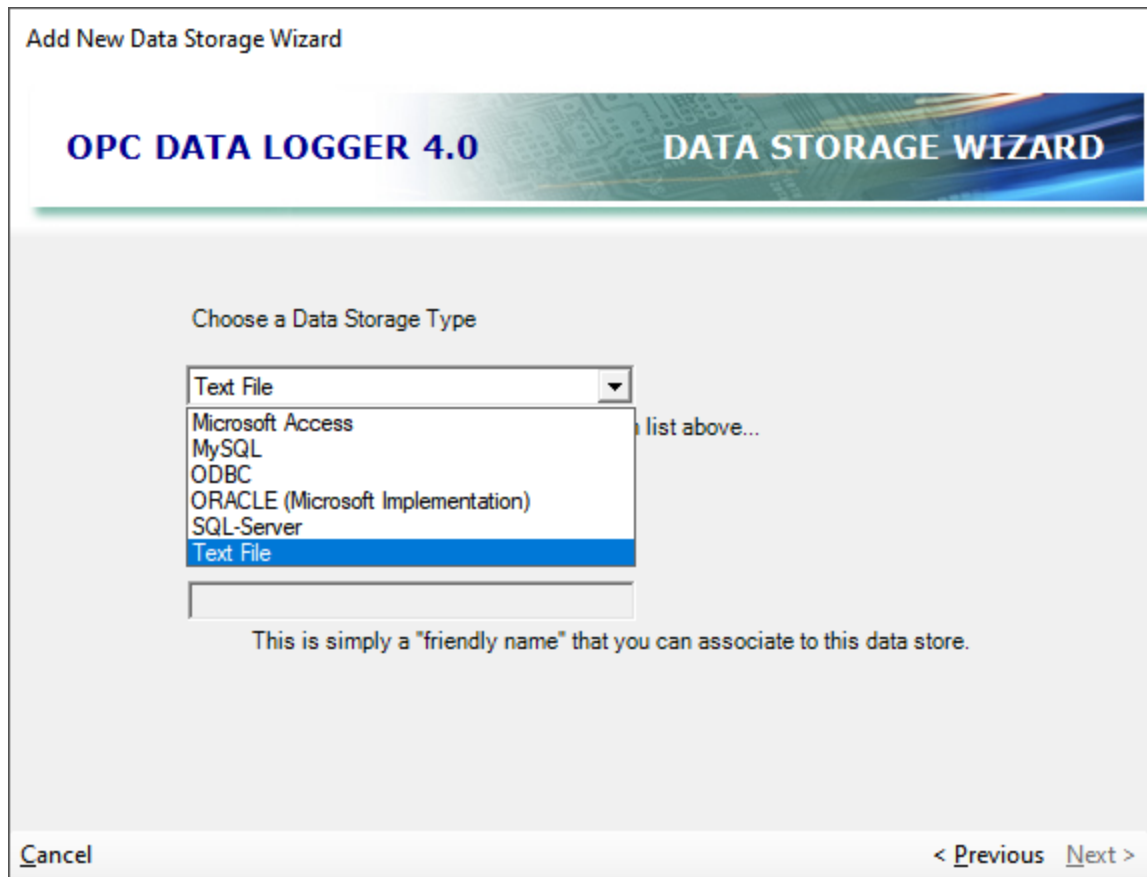 Add New Data Storage Wizard
OPC DATA LOGGER 4.0 DATA STORAGE WIZARD
Choose a Data Storage Type
Text File
Microsoft Access
MySQL
list above...
ODBC
ORACLE (Microsoft Implementation)
SQL-Server
Text File
This is simply a "friendly name" that you can associate to this data store.
Cancel < Previous Next >